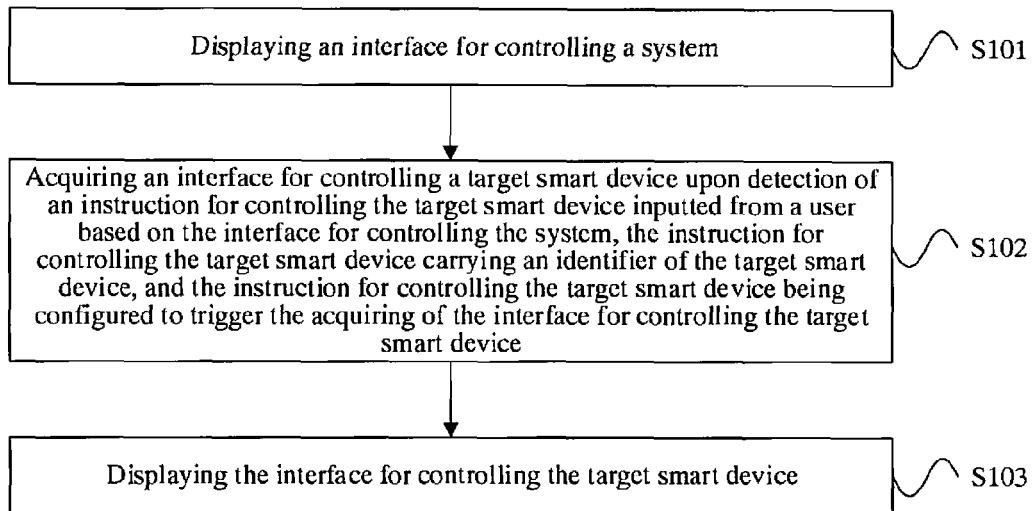 Displaying an interface for controlling a system
S101
Acquiring an interface for controlling a target smart device upon detection of
an instruction for controlling the target smart device inputted from a user
based on the interface for controlling the system, the instruction for
controlling the target smart device carrying an identifier of the target smart
device, and the instruction for controlling the target smart device being
configured to trigger the acquiring of the interface for controlling the target
smart device
S102
Displaying the interface for controlling the target smart device
S103